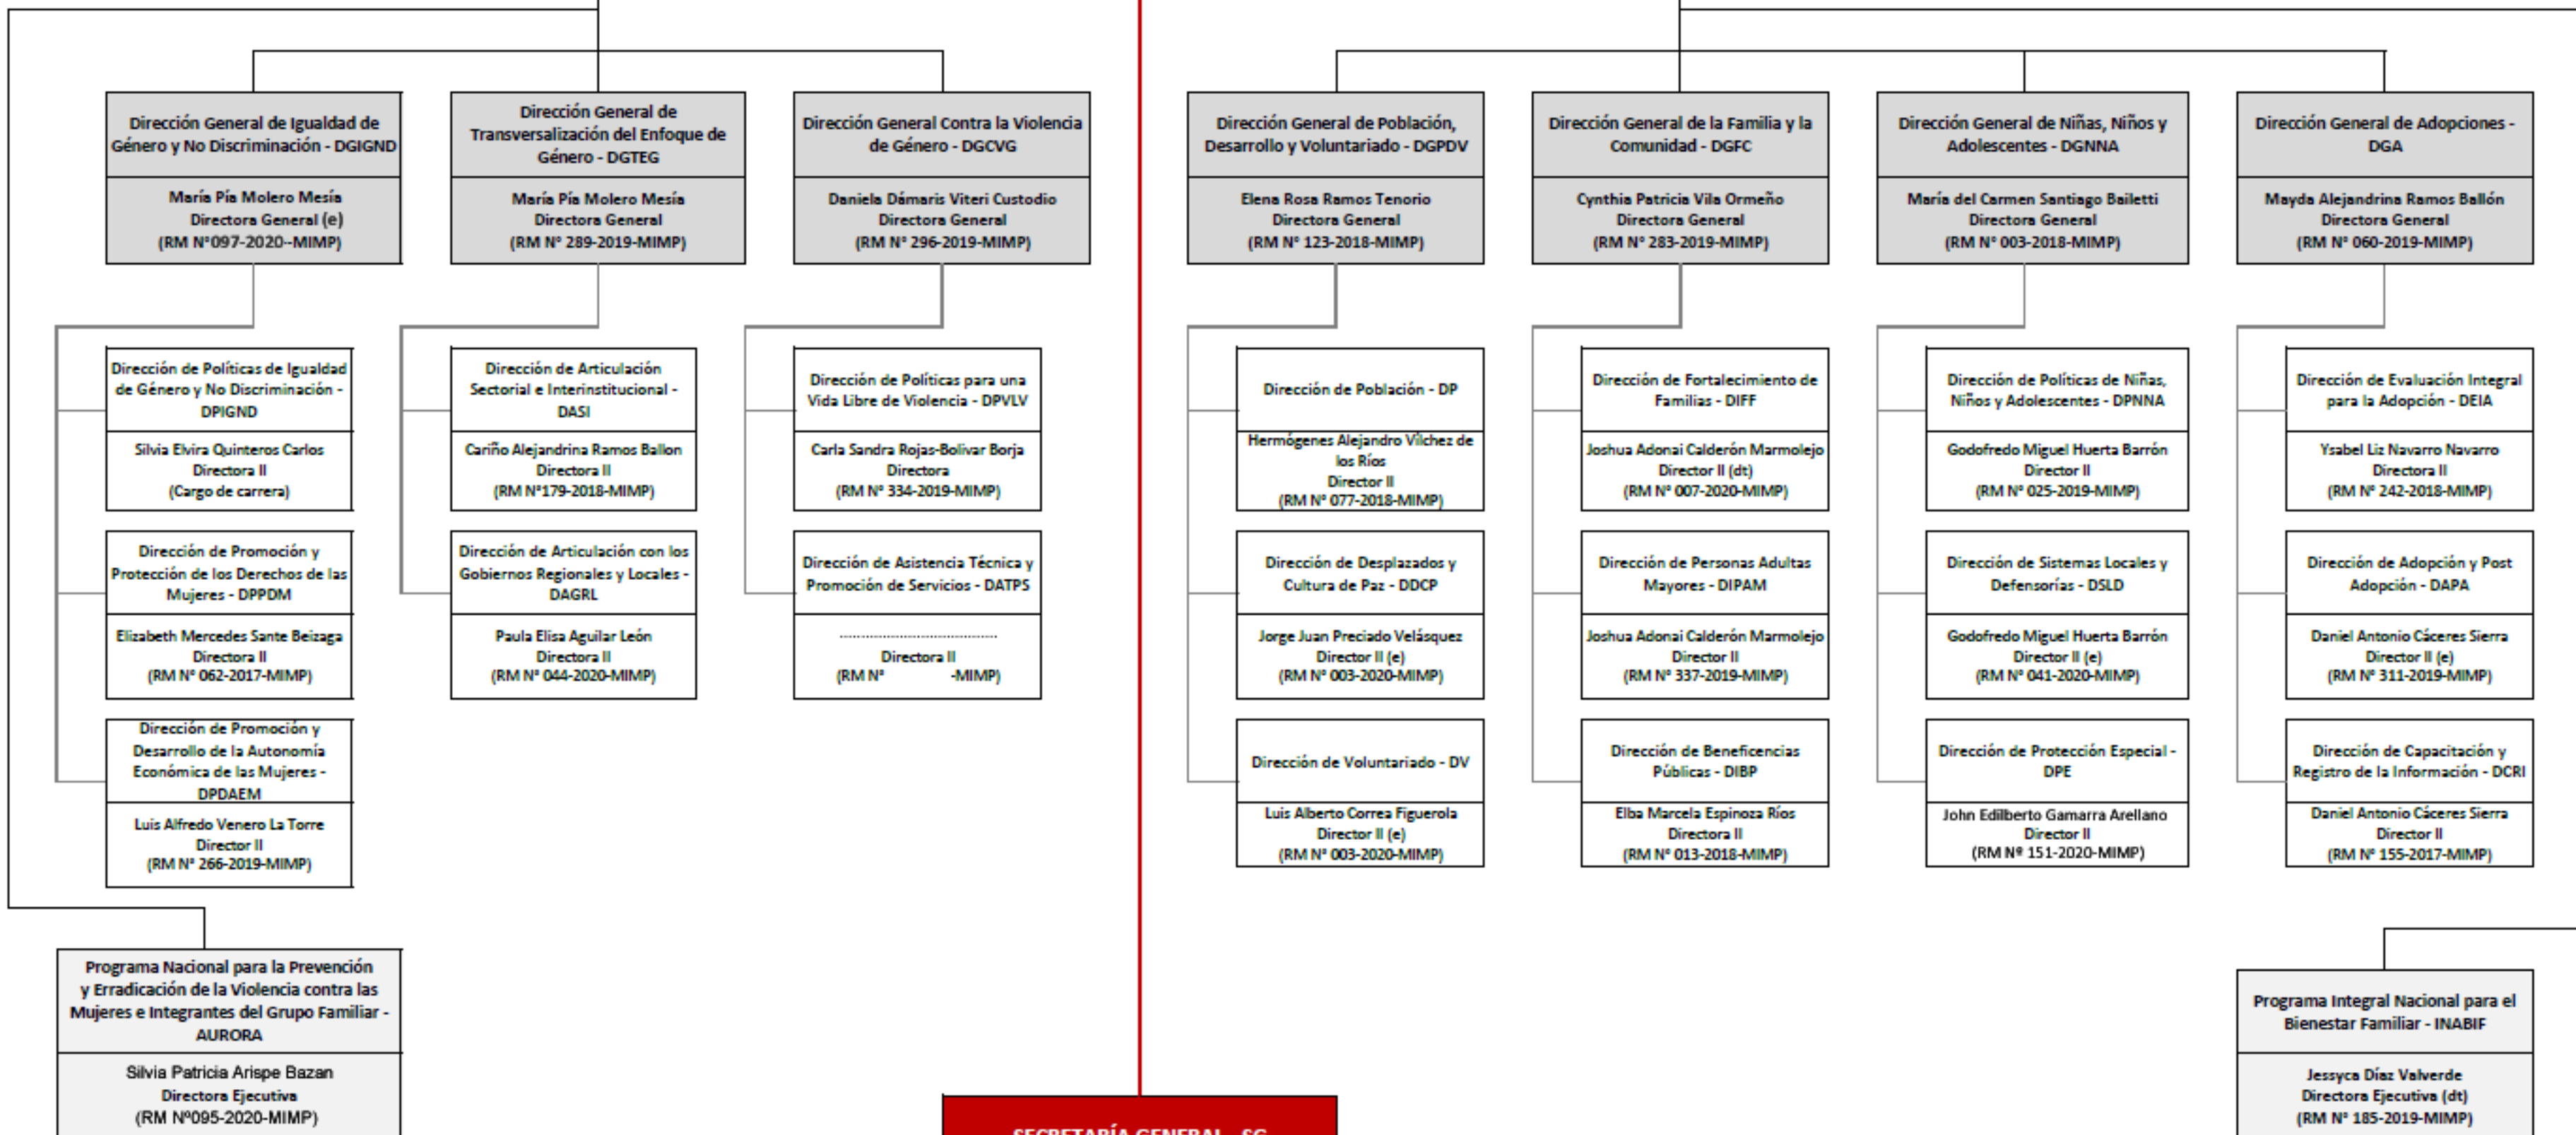 Dirección General de Igualdad de
Género y No Discriminación - DGIGND
María Pía Molero Mesía
Directora General (e)
(RM N°097-2020--MIMP)
Dirección General de
Transversalización del Enfoque de
Género - DGTEG
María Pía Molero Mesía
Directora General
(RM N° 289-2019-MIMP)
Dirección General Contra la Violencia
de Género - DGCVG
Daniela Dámaris Viteri Custodio
Directora General
(RM N° 296-2019-MIMP)
Dirección General de Población,
Desarrollo y Voluntariado - DGPDV
Elena Rosa Ramos Tenorio
Directora General
(RM N° 123-2018-MIMP)
Dirección General de la Familia y la
Comunidad - DGFC
Cynthia Patricia Vila Ormeño
Directora General
(RM N° 283-2019-MIMP)
Dirección General de Niñas, Niños y
Adolescentes - DGNNA
María del Carmen Santiago Bailetti
Directora General
(RM N° 003-2018-MIMP)
Dirección General de Adopciones -
DGA
Mayda Alejandrina Ramos Ballón
Directora General
(RM N° 060-2019-MIMP)
Dirección de Políticas de Igualdad
de Género y No Discriminación -
DPIGND
Silvia Elvira Quinteros Carlos
Directora II
(Cargo de carrera)
Dirección de Articulación
Sectorial e Interinstitucional -
DASI
Cariño Alejandrina Ramos Ballon
Directora II
(RM N°179-2018-MIMP)
Dirección de Políticas para una
Vida Libre de Violencia - DPVLV
Carla Sandra Rojas-Bolivar Borja
Directora
(RM N° 334-2019-MIMP)
Dirección de Población - DP
Hermógenes Alejandro Vílchez de
los Ríos
Director II
(RM N° 077-2018-MIMP)
Dirección de Fortalecimiento de
Familias - DIFF
Joshua Adonai Calderón Marmolejo
Director II (dt)
(RM N° 007-2020-MIMP)
Dirección de Políticas de Niñas,
Niños y Adolescentes - DPNNA
Godofredo Miguel Huerta Barrón
Director II
(RM N° 025-2019-MIMP)
Dirección de Evaluación Integral
para la Adopción - DEIA
Ysabel Liz Navarro Navarro
Directora II
(RM N° 242-2018-MIMP)
Dirección de Promoción y
Protección de los Derechos de las
Mujeres - DPPDM
Elizabeth Mercedes Sante Beizaga
Directora II
(RM N° 062-2017-MIMP)
Dirección de Articulación con los
Gobiernos Regionales y Locales -
DAGRL
Paula Elisa Aguilar León
Directora II
(RM N° 044-2020-MIMP)
Dirección de Asistencia Técnica y
Promoción de Servicios - DATPS
........................................
Directora II
(RM N° -MIMP)
Dirección de Desplazados y
Cultura de Paz - DDCP
Jorge Juan Preciado Velásquez
Director II (e)
(RM N° 003-2020-MIMP)
Dirección de Personas Adultas
Mayores - DIPAM
Joshua Adonai Calderón Marmolejo
Director II
(RM N° 337-2019-MIMP)
Dirección de Sistemas Locales y
Defensorías - DSLD
Godofredo Miguel Huerta Barrón
Director II (e)
(RM N° 041-2020-MIMP)
Dirección de Adopción y Post
Adopción - DAPA
Daniel Antonio Cáceres Sierra
Director II (e)
(RM N° 311-2019-MIMP)
Dirección de Promoción y
Desarrollo de la Autonomía
Económica de las Mujeres -
DPDAEM
Luis Alfredo Venero La Torre
Director II
(RM N° 266-2019-MIMP)
Dirección de Voluntariado - DV
Luis Alberto Correa Figuerola
Director II (e)
(RM N° 003-2020-MIMP)
Dirección de Beneficencias
Públicas - DIBP
Elba Marcela Espinoza Ríos
Directora II
(RM N° 013-2018-MIMP)
Dirección de Protección Especial -
DPE
John Edilberto Gamarra Arellano
Director II
(RM Nº 151-2020-MIMP)
Dirección de Capacitación y
Registro de la Información - DCRI
Daniel Antonio Cáceres Sierra
Director II
(RM N° 155-2017-MIMP)
Programa Nacional para la Prevención
y Erradicación de la Violencia contra las
Mujeres e Integrantes del Grupo Familiar -
AURORA
Silvia Patricia Arispe Bazan
Directora Ejecutiva
(RM Nº095-2020-MIMP)
Programa Integral Nacional para el
Bienestar Familiar - INABIF
Jessyca Díaz Valverde
Directora Ejecutiva (dt)
(RM N° 185-2019-MIMP)
SECRETARÍA GENERAL - SG